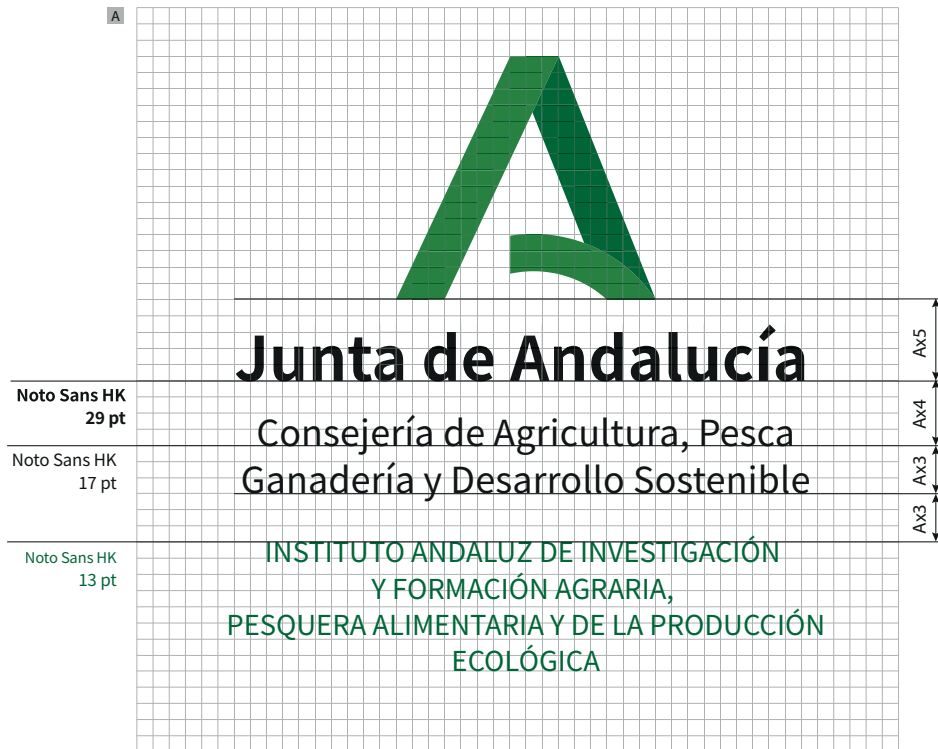 A
Junta de Andalucía
Ax5
Noto Sans HK
29 pt
Consejería de Agricultura, Pesca
Ax4
Noto Sans HK
17 pt
Ganadería y Desarrollo Sostenible
Ax3
Ax3
Noto Sans HK
13 pt
INSTITUTO ANDALUZ DE INVESTIGACIÓN
Y FORMACIÓN AGRARIA,
PESQUERA ALIMENTARIA Y DE LA PRODUCCIÓN
ECOLÓGICA